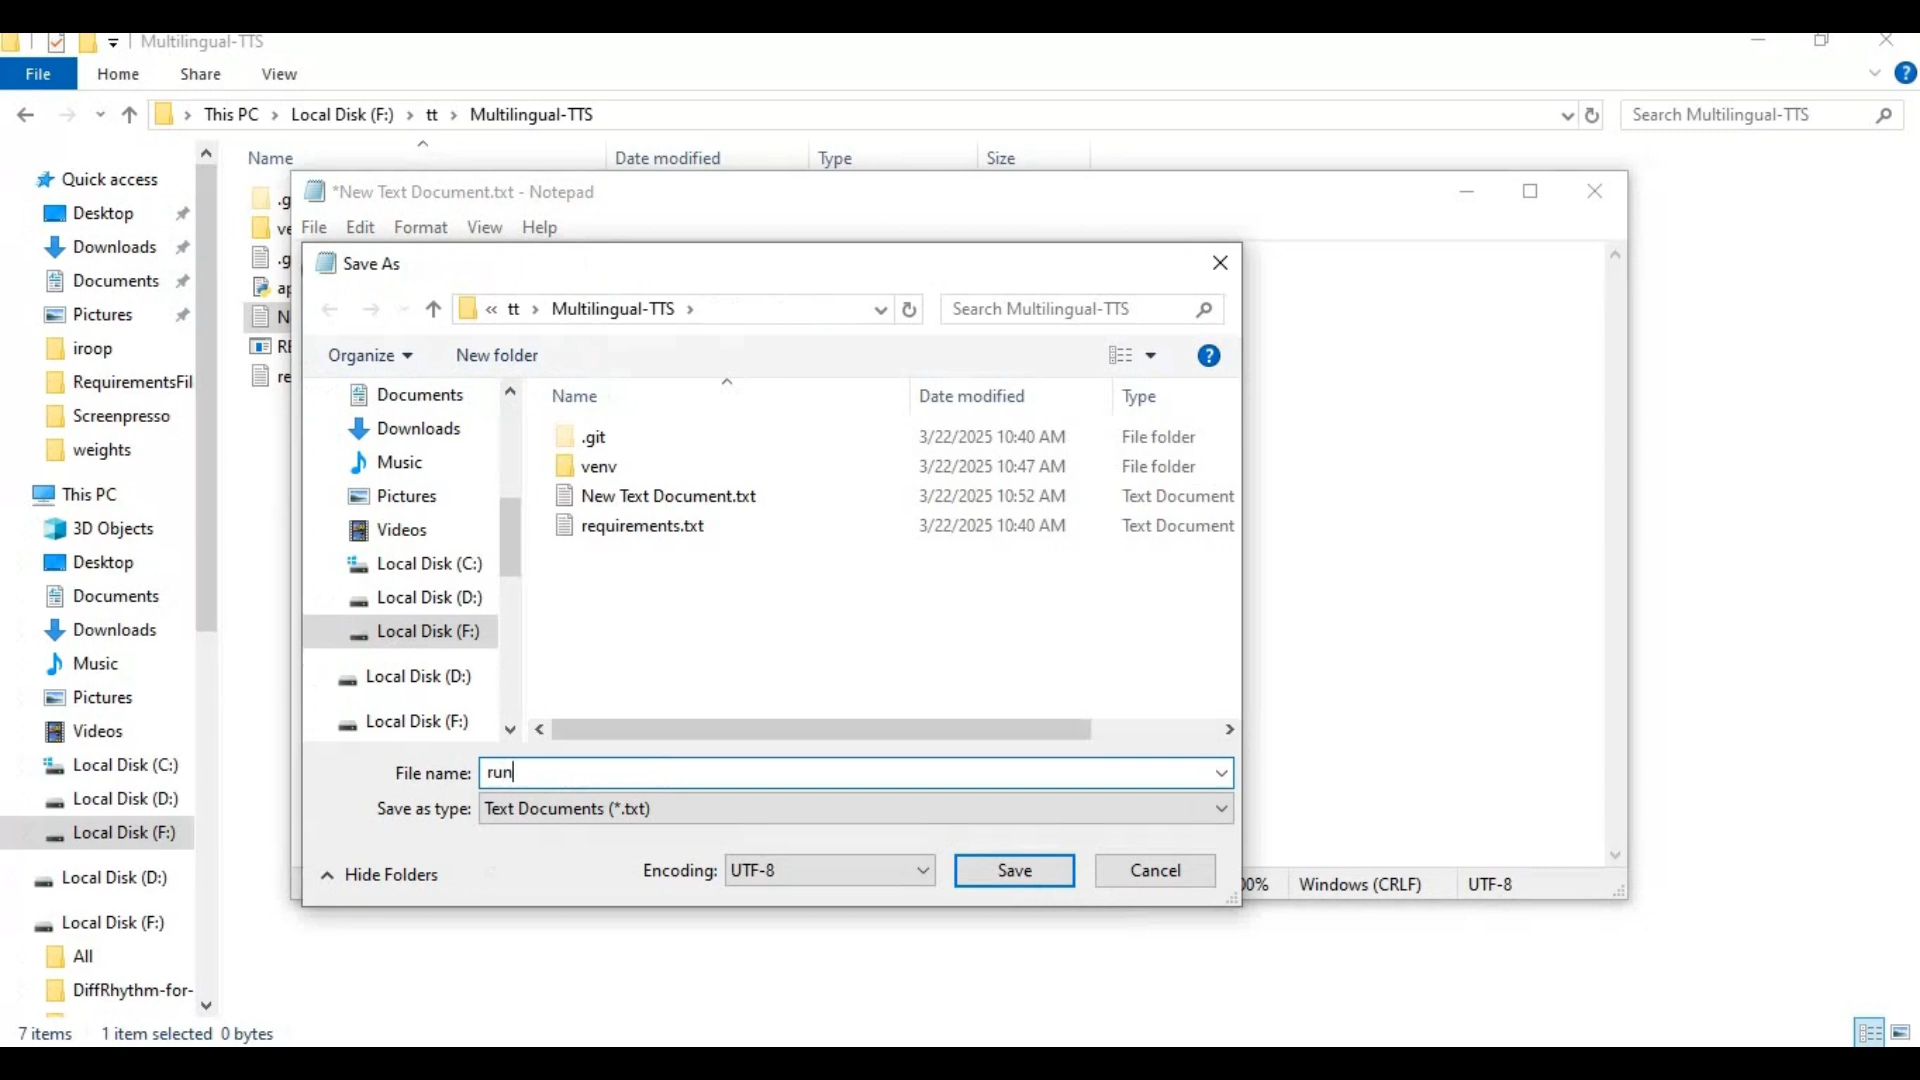 Multilingual-TTS
File Home Share View
This PC Local Disk (F:) tt Multilingual-TTS
Search Multilingual-TTS
Name Date modified Type Size
Quick access
Desktop
Downloads
Documents
Pictures
iroop
RequirementsFil
Screenpresso
weights
This PC
3D Objects
Desktop
Documents
Downloads
Music
Pictures
Videos
Local Disk (C:)
Local Disk (D:)
Local Disk (F:)
Local Disk (D:)
Local Disk (F:)
All
DiffRhythm-for-
.g
ve
.g
ap
N
RE
re
*New Text Document.txt - Notepad
File Edit Format View Help
Save As
« tt Multilingual-TTS
Search Multilingual-TTS
Organize New folder
Documents
Downloads
Music
Pictures
Videos
Local Disk (C:)
Local Disk (D:)
Local Disk (F:)
Local Disk (D:)
Local Disk (F:)
Name Date modified Type
.git 3/22/2025 10:40 AM File folder
venv 3/22/2025 10:47 AM File folder
New Text Document.txt 3/22/2025 10:52 AM Text Document
requirements.txt 3/22/2025 10:40 AM Text Document
File name: run
Save as type: Text Documents (*.txt)
Hide Folders
Encoding: UTF-8 Save Cancel
00% Windows (CRLF) UTF-8
7 items 1 item selected 0 bytes